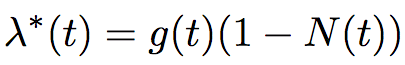 λ*(t) = g(t)(1 − N(t))